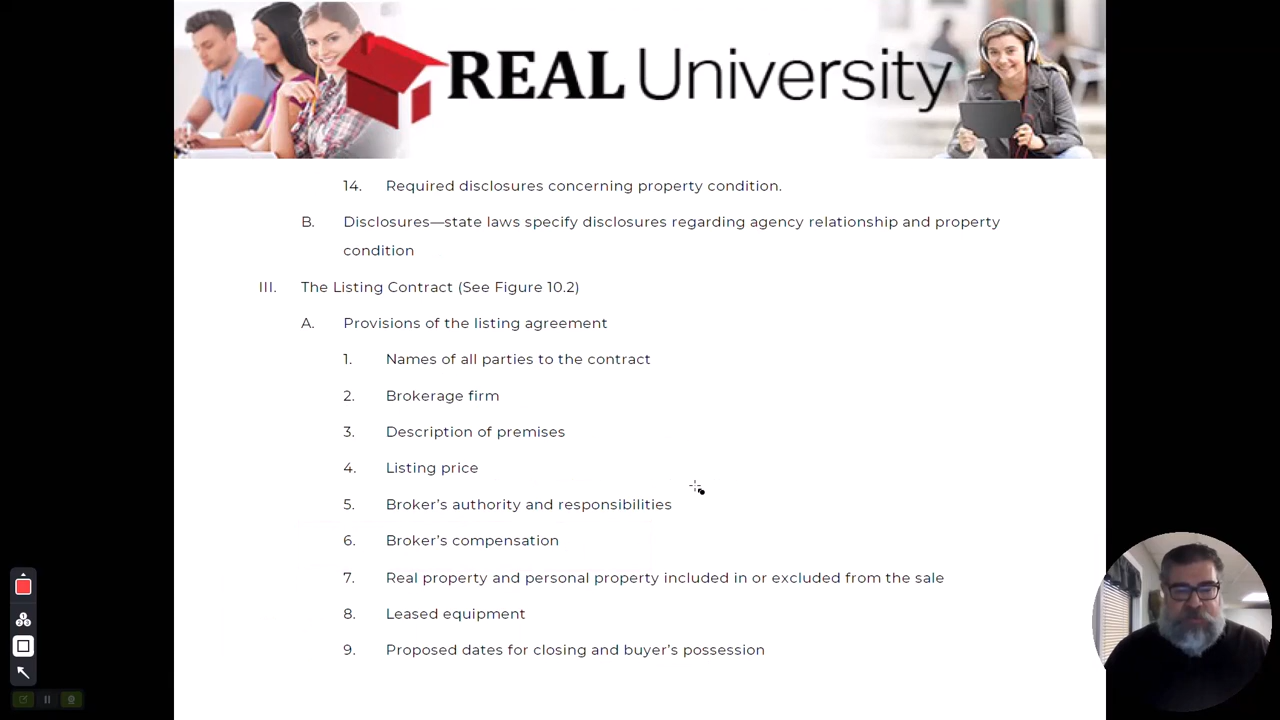 REAL University
14. Required disclosures concerning property condition.
B. Disclosures—state laws specify disclosures regarding agency relationship and property
condition
III. The Listing Contract (See Figure 10.2)
A. Provisions of the listing agreement
1. Names of all parties to the contract
2. Brokerage firm
3. Description of premises
4. Listing price
5. Broker’s authority and responsibilities
6. Broker’s compensation
7. Real property and personal property included in or excluded from the sale
8. Leased equipment
9. Proposed dates for closing and buyer’s possession